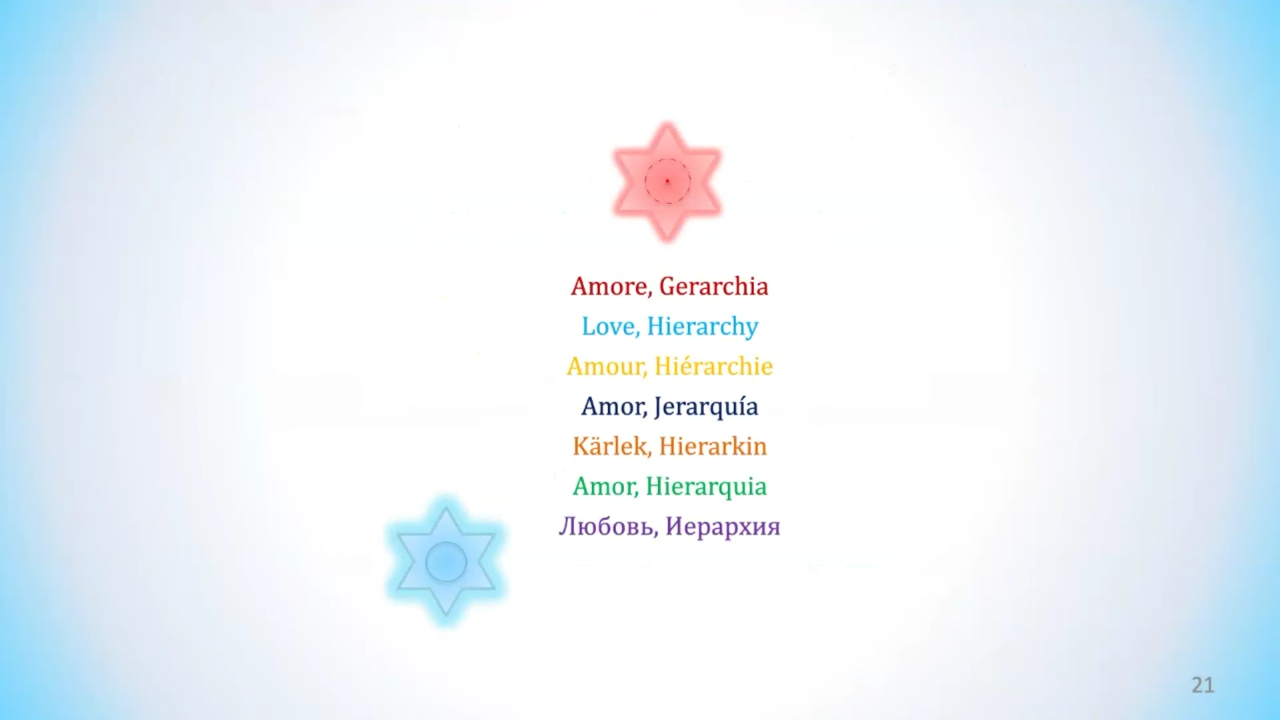 Amore, Gerarchia
Love, Hierarchy
Amour, Hiérarchie
Amor, Jerarquía
Kärlek, Hierarkin
Amor, Hierarquia
Любовь, Иерархия
21